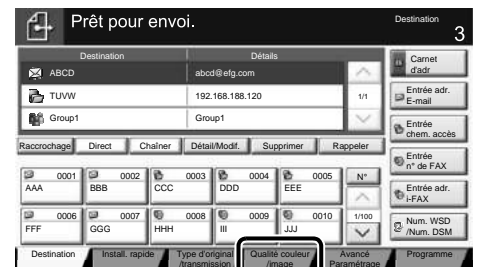 Prêt pour envoi.
Destination
3
Destination Détails
ABCD abcd@efg.com
TUVW 192.168.188.120 1/1
Group1 Group1
Raccrochage Direct Chaîner Détail/Modif. Supprimer Rappeler
0001 0002 0003 0004 0005 N°
AAA BBB CCC DDD EEE
0006 0007 0008 0009 0010 1/100
FFF GGG HHH III JJJ
Carnet
d'adr
Entrée adr.
E-mail
Entrée
chem. accès
Entrée
n° de FAX
Entrée adr.
i-FAX
Num. WSD
/Num. DSM
Destination Install. rapide Type d'original
/transmission Qualité couleur
/image Avancé
Paramétrage Programme